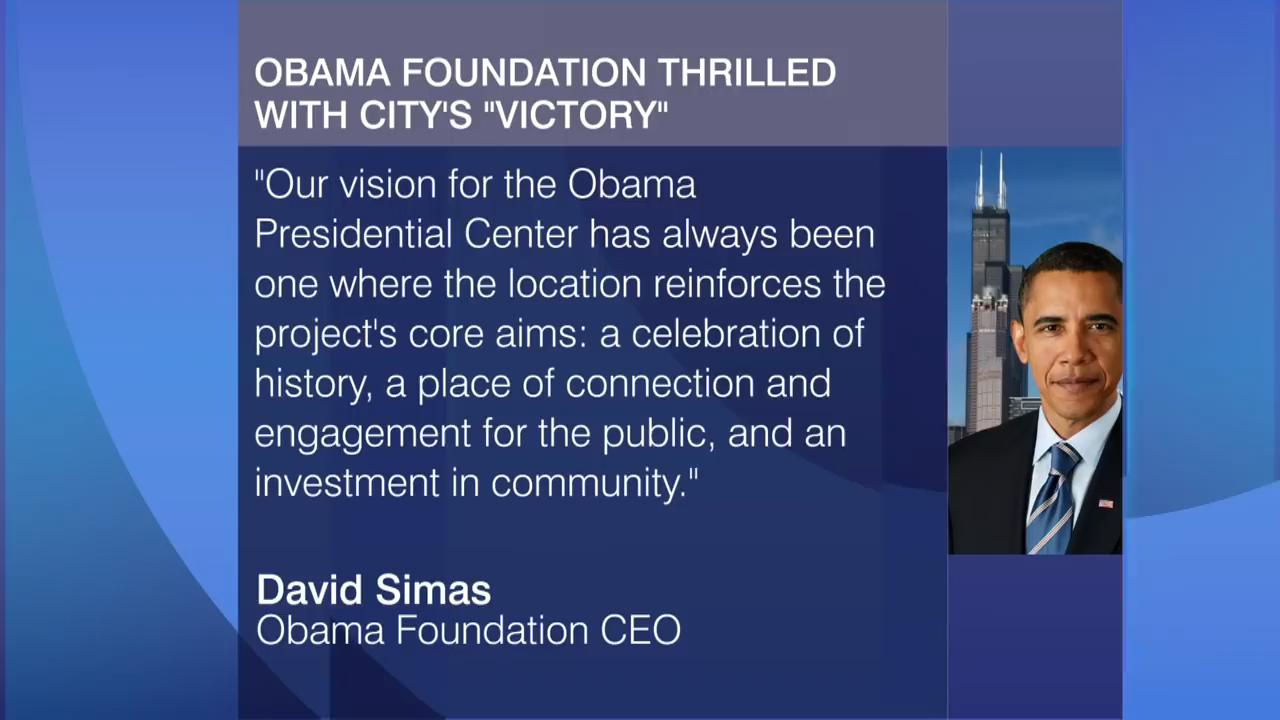 OBAMA FOUNDATION THRILLED
WITH CITY'S "VICTORY"
"Our vision for the Obama
Presidential Center has always been
one where the location reinforces the
project's core aims: a celebration of
history, a place of connection and
engagement for the public, and an
investment in community."
David Simas
Obama Foundation CEO